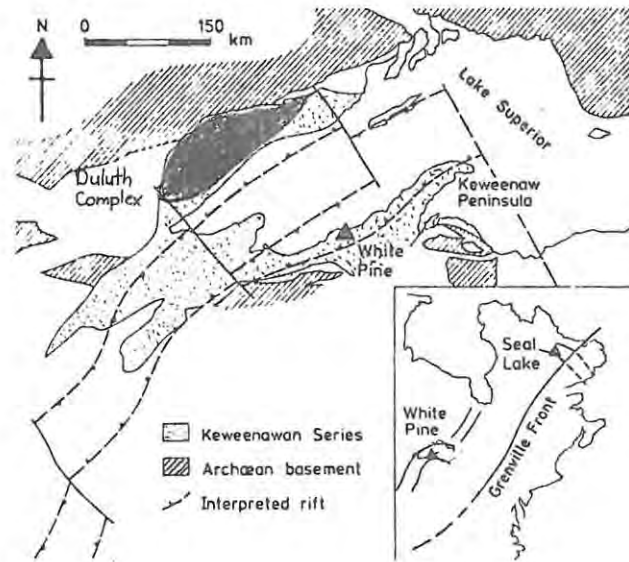 N
0 150
km
Lake Superior
Duluth
Complex
Keweenaw
Peninsula
White
Pine
Keweenawan Series
Archæan basement
Interpreted rift
Seal
Lake
White
Pine
Grenville Front